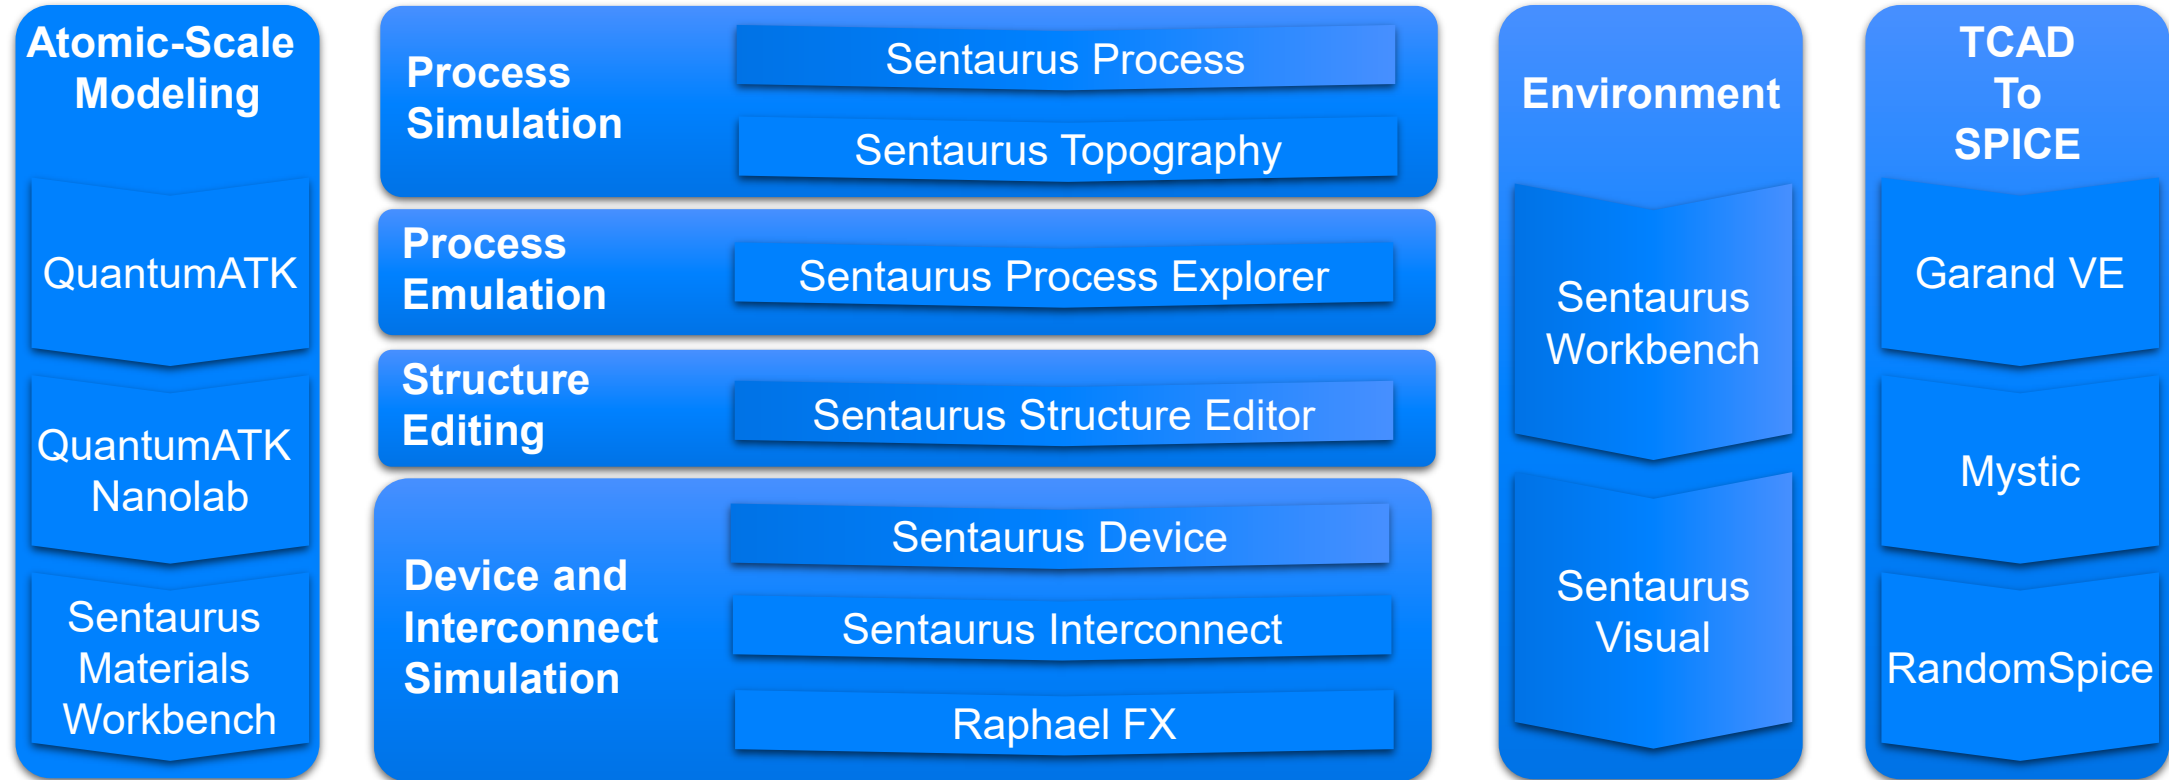 Atomic-Scale
Modeling
QuantumATK
QuantumATK
Nanolab
Sentaurus
Materials
Workbench
Process
Simulation
Sentaurus Process
Sentaurus Topography
Process
Emulation
Sentaurus Process Explorer
Structure
Editing
Sentaurus Structure Editor
Device and
Interconnect
Simulation
Sentaurus Device
Sentaurus Interconnect
Raphael FX
Environment
Sentaurus
Workbench
Sentaurus
Visual
TCAD
To
SPICE
Garand VE
Mystic
RandomSpice